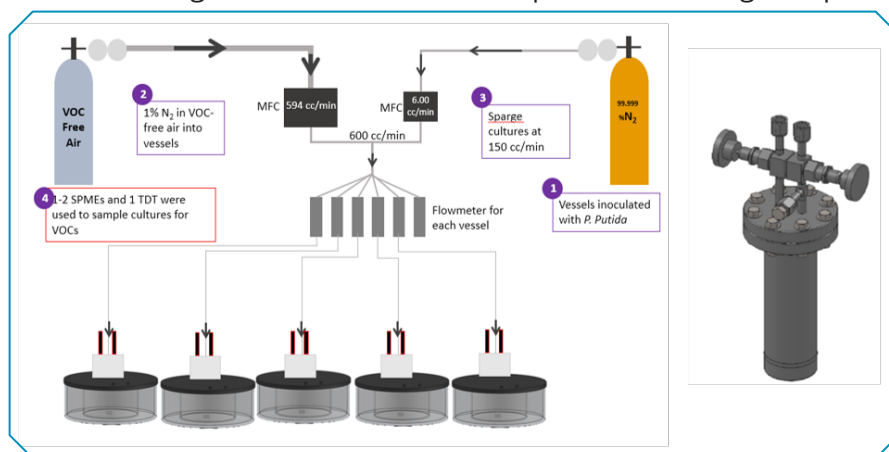 VOC
Free
Air
2
1% N2 in VOC-
free air into
vessels
MFC
594 cc/min
MFC
6.00
cc/min
600 cc/min
3
Sparge
cultures at
150 cc/min
99.999
%N2
4
1-2 SPMEs and 1 TDT were
used to sample cultures for
VOCs
Flowmeter for
each vessel
1
Vessels inoculated
with P. Putida